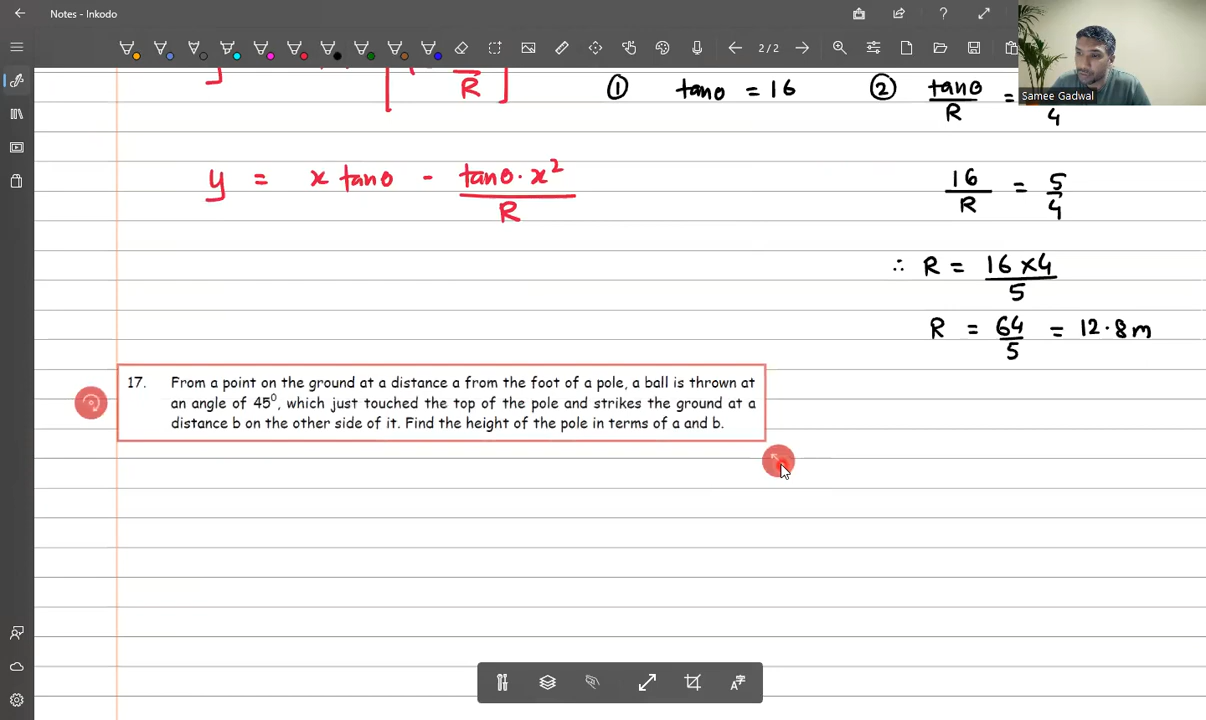 Notes - Inkodo
2/2
Samee Gadwal
R
① tanθ = 16
② tanθ/R = /4
y = x tanθ - tanθ·x²/R
16/R = 5/4
∴ R = 16×4/5
R = 64/5 = 12.8m
17. From a point on the ground at a distance a from the foot of a pole, a ball is thrown at
an angle of 45⁰, which just touched the top of the pole and strikes the ground at a
distance b on the other side of it. Find the height of the pole in terms of a and b.